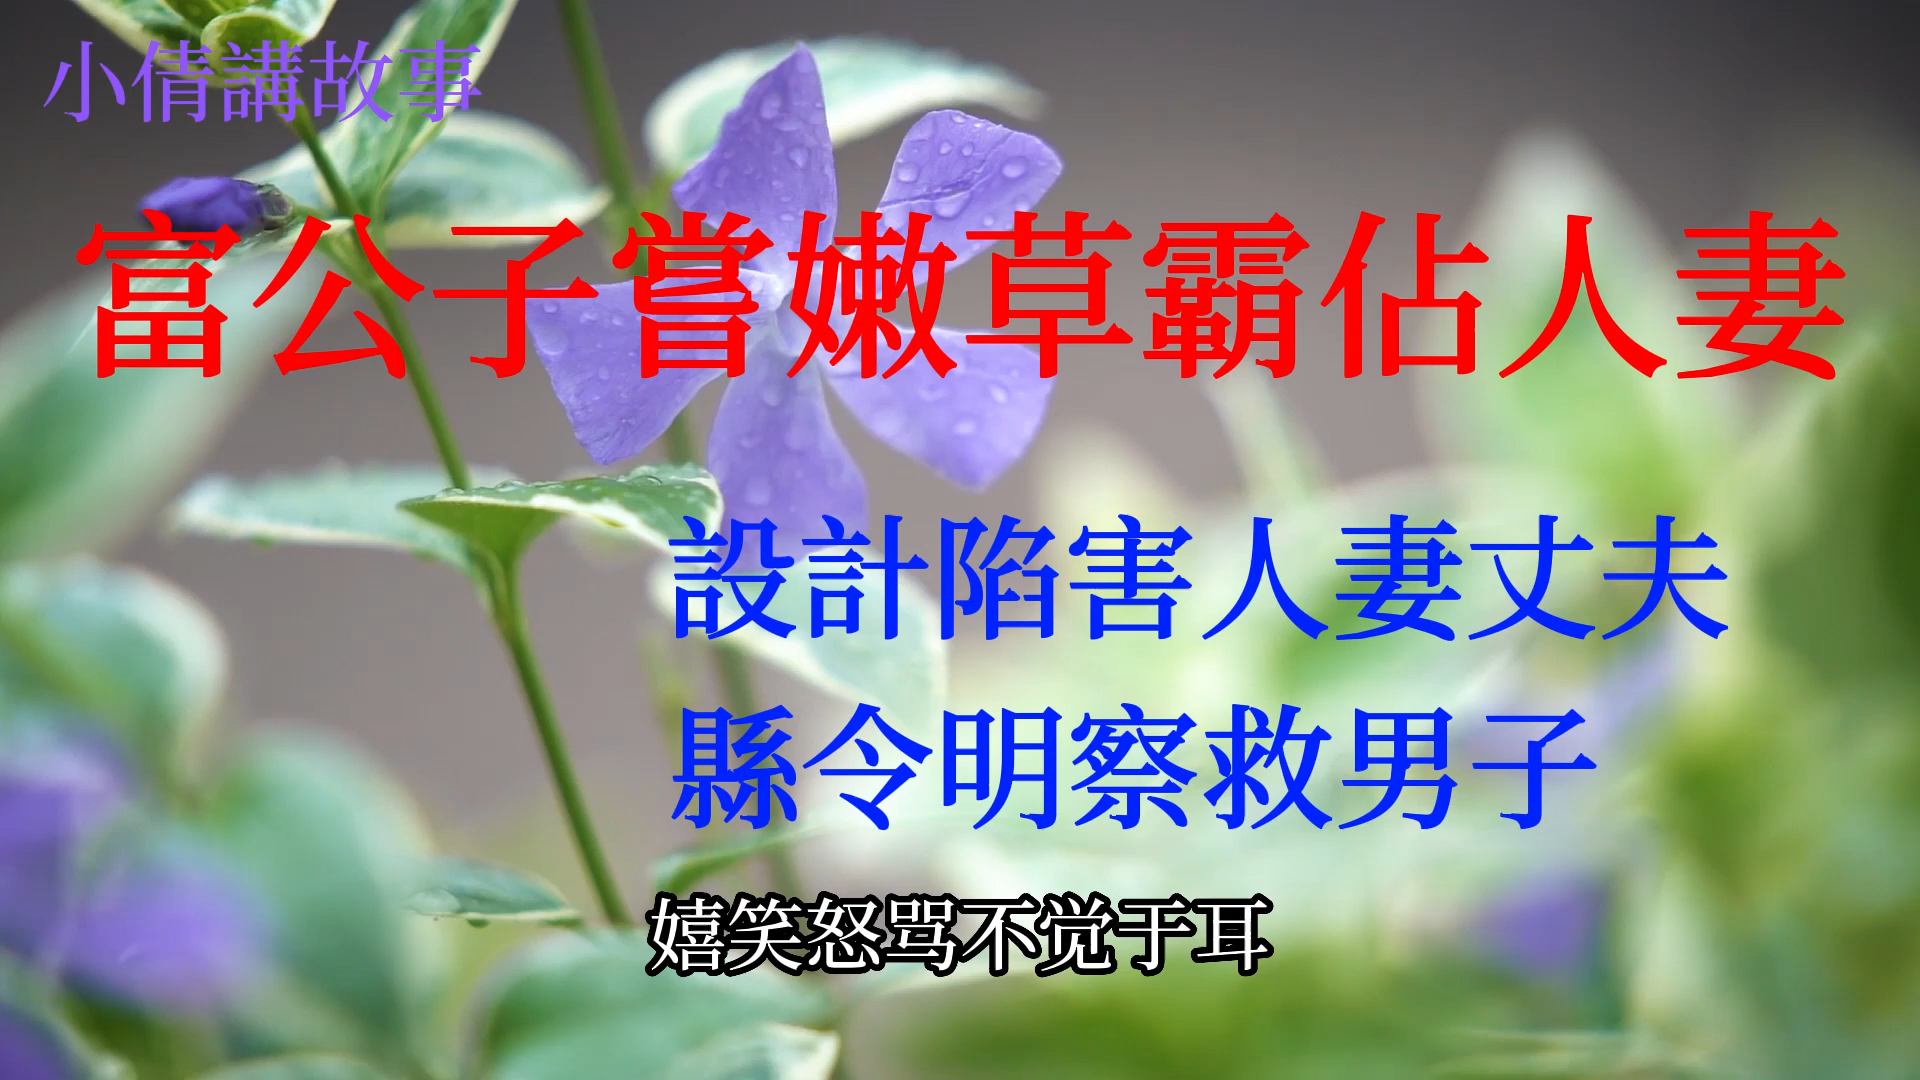 小倩講故事
富公子嘗嫩草霸佔人妻
設計陷害人妻丈夫
縣令明察救男子
嬉笑怒骂不觉于耳